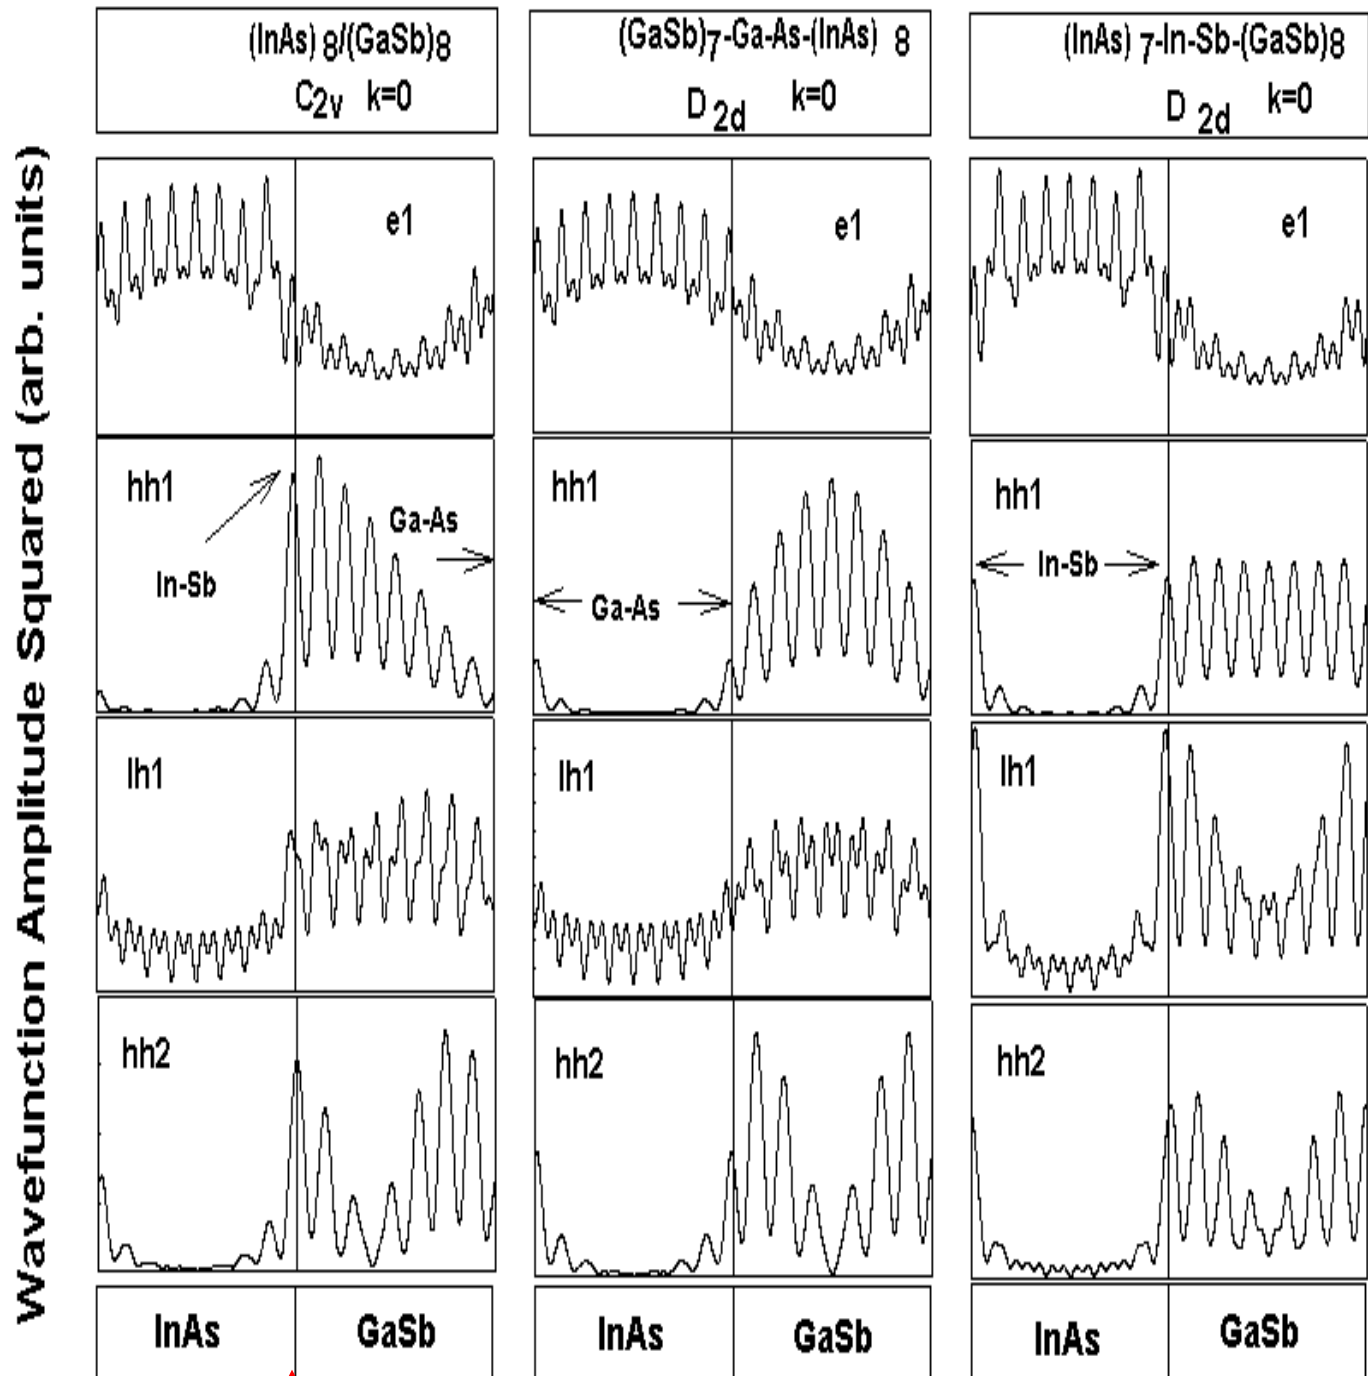 Wavefunction Amplitude Squared (arb. units)
(InAs) 8/(GaSb)8
C2v k=0
(GaSb)7-Ga-As-(InAs) 8
D 2d k=0
(InAs) 7-In-Sb-(GaSb)8
D 2d k=0
e1
e1
e1
hh1
In-Sb
Ga-As
hh1
Ga-As
hh1
In-Sb
lh1
lh1
lh1
hh2
hh2
hh2
InAs GaSb
InAs GaSb
InAs GaSb